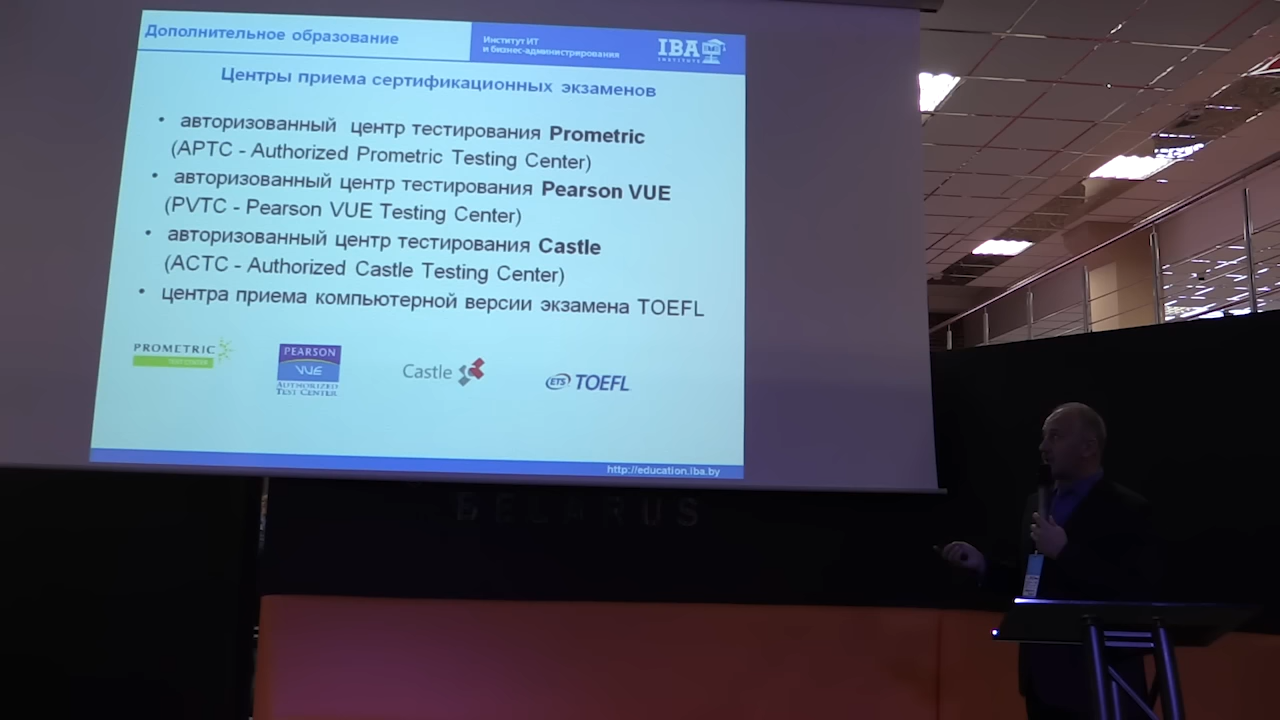 Дополнительное образование
Институт ИТ
и бизнес-администрирования
IBA
INSTITUTE
Центры приема сертификационных экзаменов
• авторизованный центр тестирования Prometric
(APTC - Authorized Prometric Testing Center)
• авторизованный центр тестирования Pearson VUE
(PVTC - Pearson VUE Testing Center)
• авторизованный центр тестирования Castle
(ACTC - Authorized Castle Testing Center)
• центра приема компьютерной версии экзамена TOEFL
PROMETRIC
TEST CENTER
PEARSON
VUE
AUTHORIZED
TEST CENTER
Castle
ETS TOEFL
http://education.iba.by
BELARUS